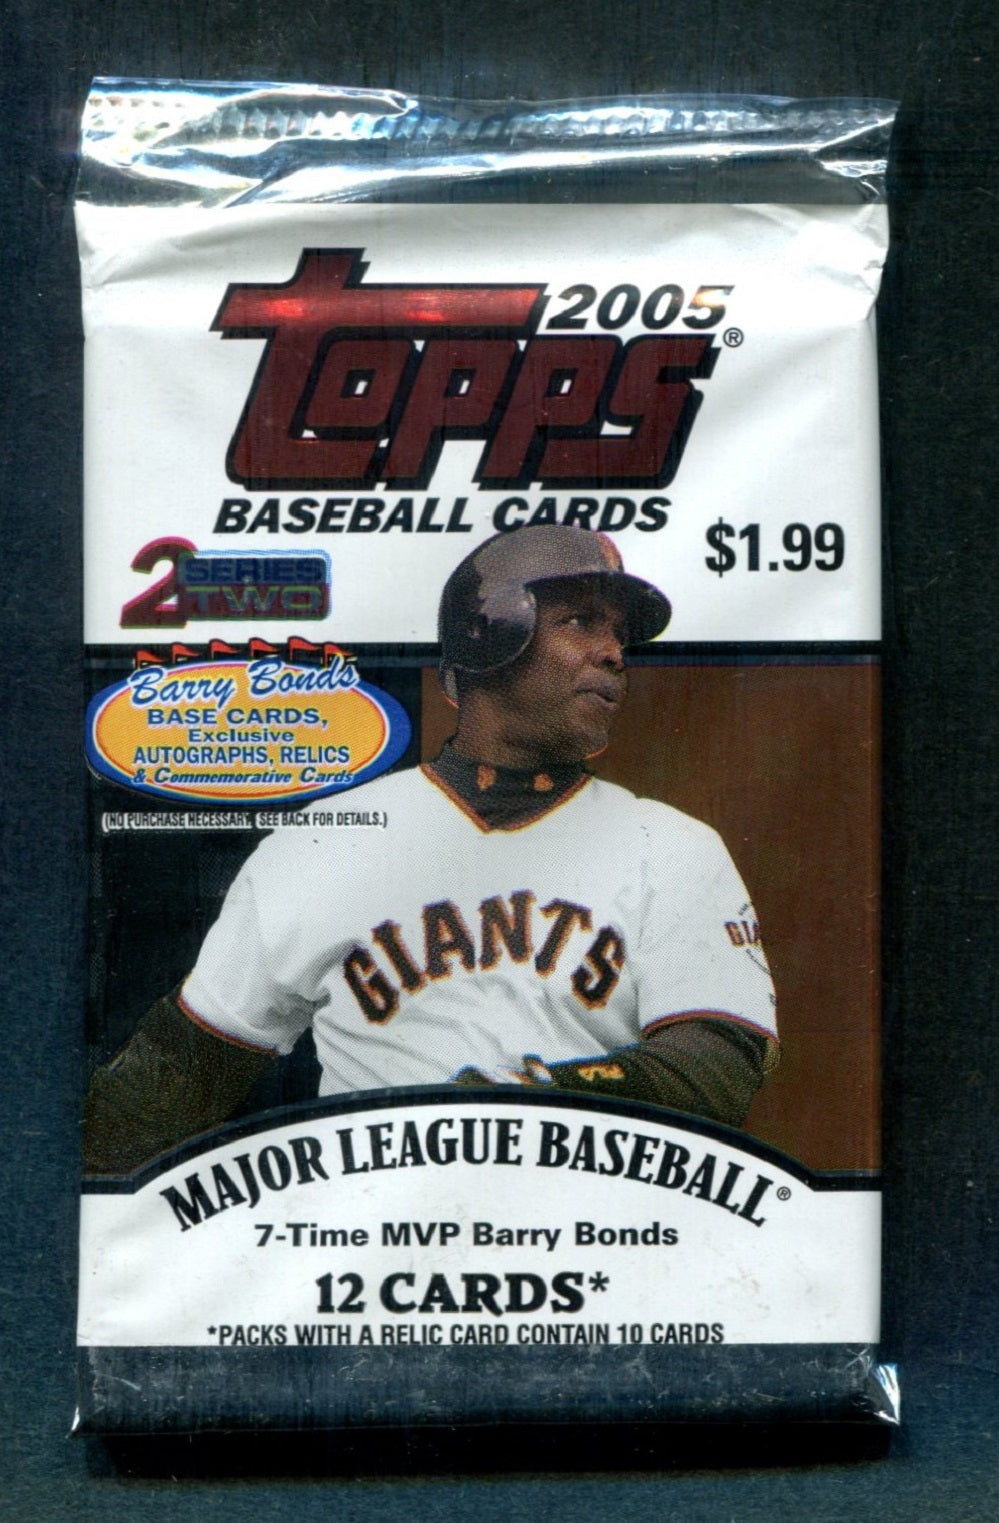 2005
Topps®
BASEBALL CARDS
$1.99
2 SERIES
TWO
Barry Bonds
BASE CARDS,
Exclusive
AUTOGRAPHS, RELICS
& Commemorative Cards
(NO PURCHASE NECESSARY. SEE BACK FOR DETAILS.)
GIANTS
MAJOR LEAGUE BASEBALL®
7-Time MVP Barry Bonds
12 CARDS*
*PACKS WITH A RELIC CARD CONTAIN 10 CARDS